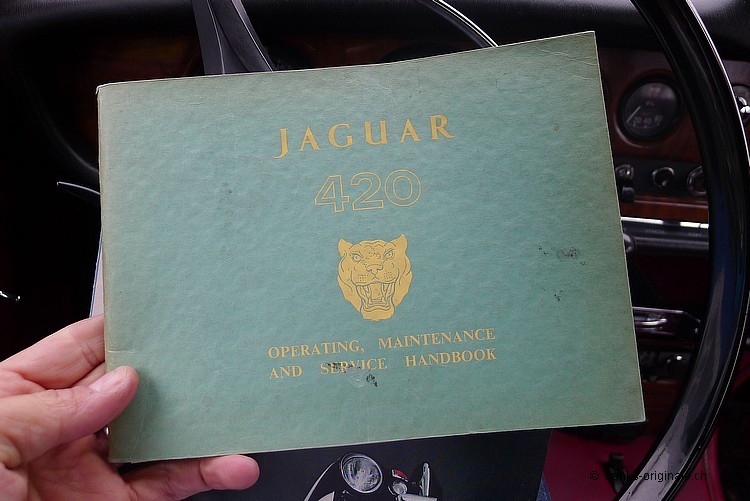 JAGUAR
420
OPERATING, MAINTENANCE
AND SERVICE HANDBOOK